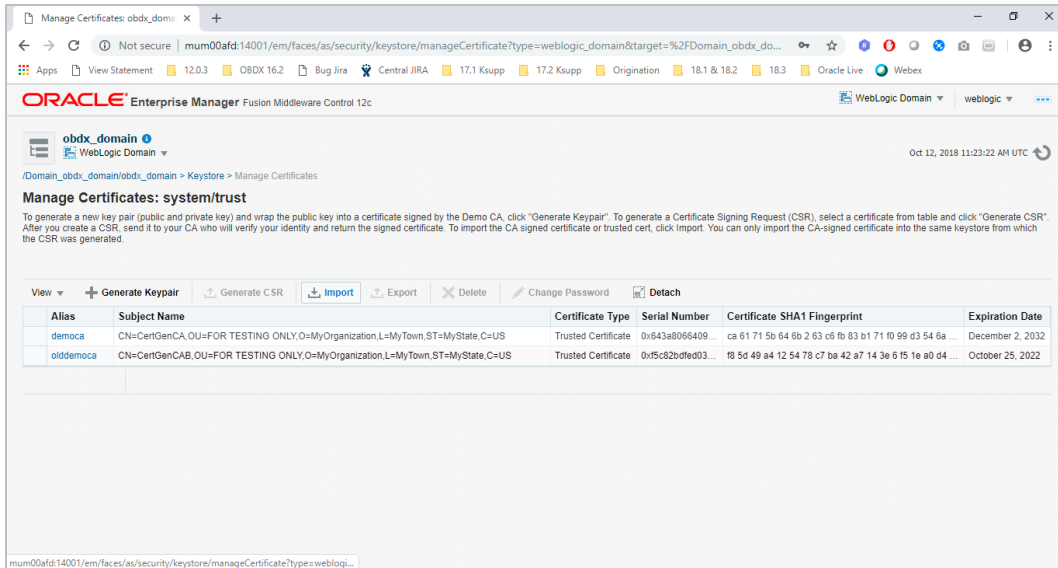 Manage Certificates: obdx_doma
Not secure | mum00afd:14001/em/faces/as/security/keystore/manageCertificate?type=weblogic_domain&target=%2FDomain_obdx_do...
Apps View Statement 12.0.3 OBDX 16.2 Bug Jira Central JIRA 17.1 Ksupp 17.2 Ksupp Origination 18.1 & 18.2 18.3 Oracle Live Webex
ORACLE Enterprise Manager Fusion Middleware Control 12c WebLogic Domain weblogic
obdx_domain
WebLogic Domain Oct 12, 2018 11:23:22 AM UTC
/Domain_obdx_domain/obdx_domain > Keystore > Manage Certificates
Manage Certificates: system/trust
To generate a new key pair (public and private key) and wrap the public key into a certificate signed by the Demo CA, click "Generate Keypair". To generate a Certificate Signing Request (CSR), select a certificate from table and click "Generate CSR".
After you create a CSR, send it to your CA who will verify your identity and return the signed certificate. To import the CA signed certificate or trusted cert, click Import. You can only import the CA-signed certificate into the same keystore from which
the CSR was generated.
View Generate Keypair Generate CSR Import Export Delete Change Password Detach
Alias Subject Name Certificate Type Serial Number Certificate SHA1 Fingerprint Expiration Date
democa CN=CertGenCA,OU=FOR TESTING ONLY,O=MyOrganization,L=MyTown,ST=MyState,C=US Trusted Certificate 0x643a8066409... ca 61 71 5b 64 6b 2 63 c6 fb 83 b1 71 f0 99 d3 54 6a ... December 2, 2032
olddemoca CN=CertGenCAB,OU=FOR TESTING ONLY,O=MyOrganization,L=MyTown,ST=MyState,C=US Trusted Certificate 0xf5c82bdfed03... f8 5d 49 a4 12 54 78 c7 ba 42 a7 14 3e 6 f5 1e a0 d4 ... October 25, 2022
mum00afd:14001/em/faces/as/security/keystore/manageCertificate?type=weblogi...